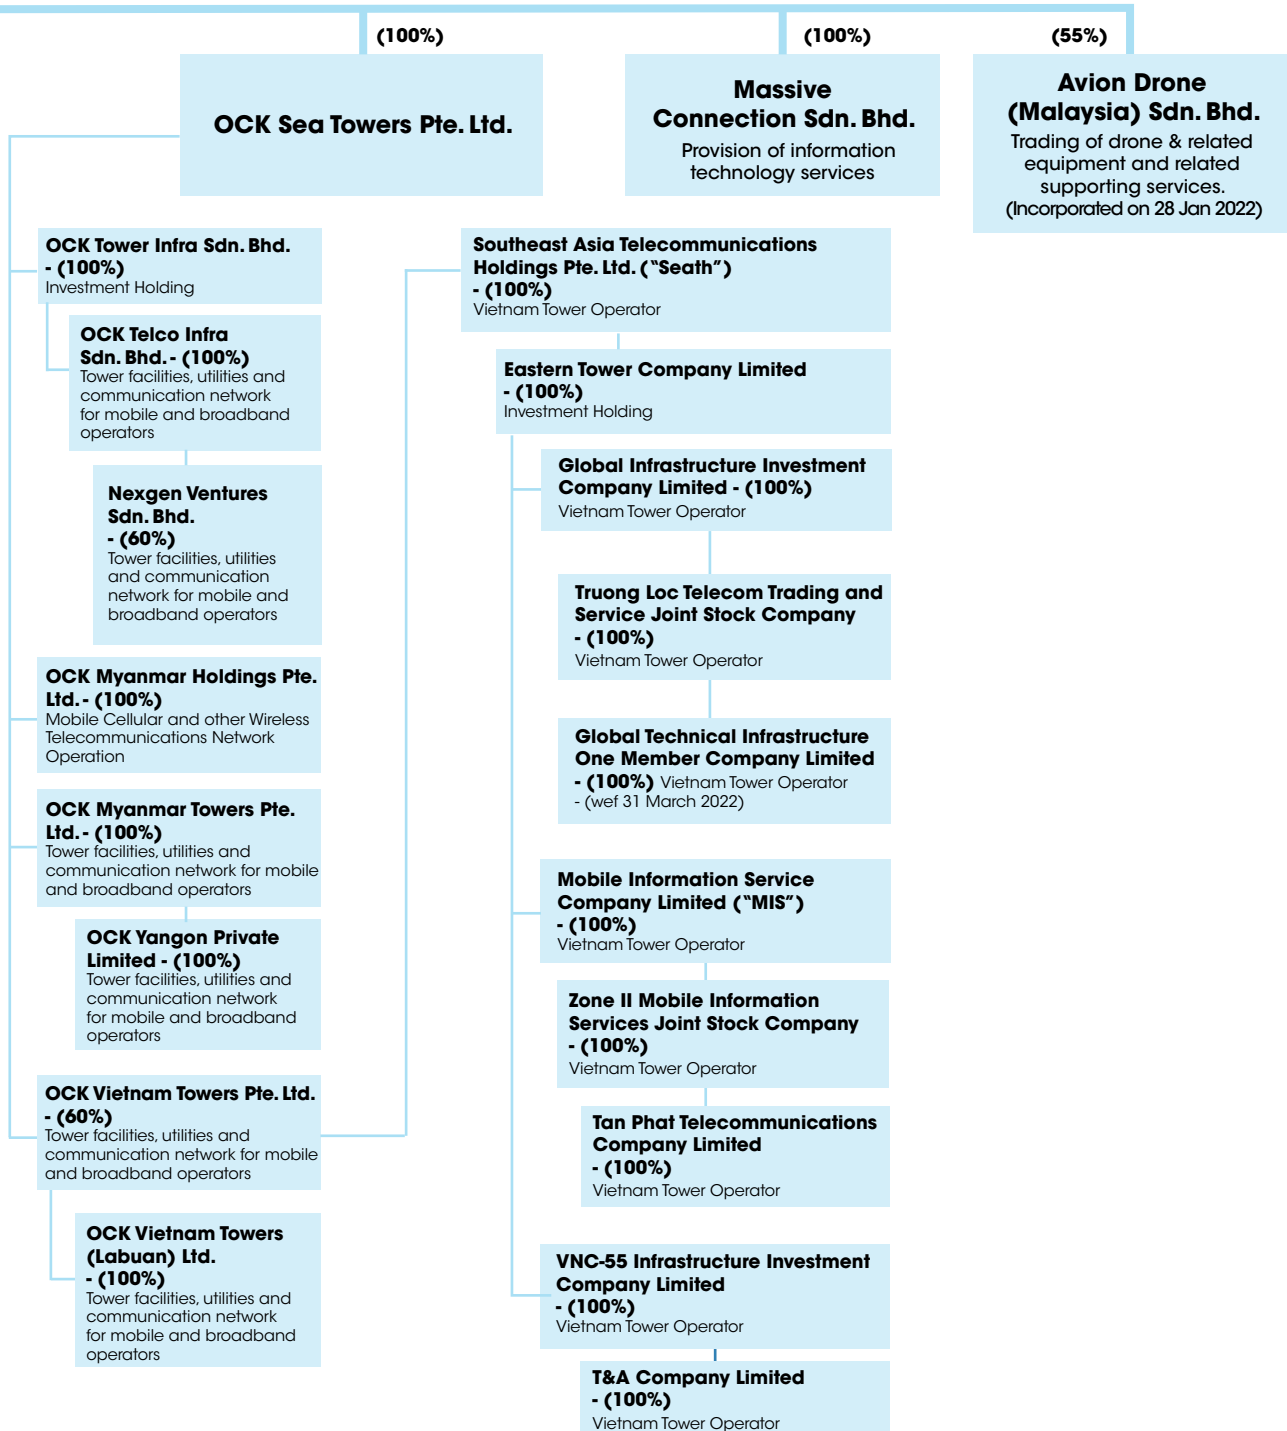 (100%)
(100%)
(55%)
OCK Sea Towers Pte. Ltd.
Massive
Connection Sdn. Bhd.
Provision of information
technology services
Avion Drone
(Malaysia) Sdn. Bhd.
Trading of drone & related
equipment and related
supporting services.
(Incorporated on 28 Jan 2022)
OCK Tower Infra Sdn. Bhd.
- (100%)
Investment Holding
OCK Telco Infra
Sdn. Bhd. - (100%)
Tower facilities, utilities and
communication network
for mobile and broadband
operators
Nexgen Ventures
Sdn. Bhd.
- (60%)
Tower facilities, utilities
and communication
network for mobile and
broadband operators
OCK Myanmar Holdings Pte.
Ltd. - (100%)
Mobile Cellular and other Wireless
Telecommunications Network
Operation
OCK Myanmar Towers Pte.
Ltd. - (100%)
Tower facilities, utilities and
communication network for mobile
and broadband operators
OCK Yangon Private
Limited - (100%)
Tower facilities, utilities and
communication network
for mobile and broadband
operators
OCK Vietnam Towers Pte. Ltd.
- (60%)
Tower facilities, utilities and
communication network for mobile
and broadband operators
OCK Vietnam Towers
(Labuan) Ltd.
- (100%)
Tower facilities, utilities and
communication network
for mobile and broadband
operators
Southeast Asia Telecommunications
Holdings Pte. Ltd. ("Seath")
- (100%)
Vietnam Tower Operator
Eastern Tower Company Limited
- (100%)
Investment Holding
Global Infrastructure Investment
Company Limited - (100%)
Vietnam Tower Operator
Truong Loc Telecom Trading and
Service Joint Stock Company
- (100%)
Vietnam Tower Operator
Global Technical Infrastructure
One Member Company Limited
- (100%) Vietnam Tower Operator
- (wef 31 March 2022)
Mobile Information Service
Company Limited ("MIS")
- (100%)
Vietnam Tower Operator
Zone II Mobile Information
Services Joint Stock Company
- (100%)
Vietnam Tower Operator
Tan Phat Telecommunications
Company Limited
- (100%)
Vietnam Tower Operator
VNC-55 Infrastructure Investment
Company Limited
- (100%)
Vietnam Tower Operator
T&A Company Limited
- (100%)
Vietnam Tower Operator